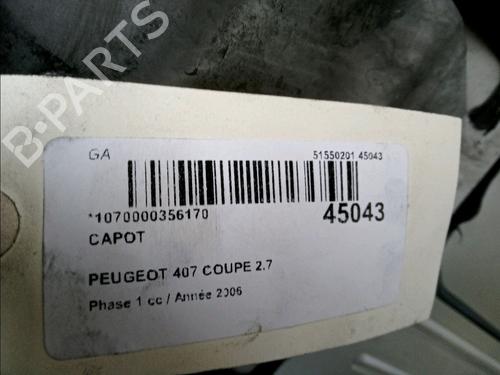 B-PARTS
GA 51550201 45043
*1070000356170 45043
CAPOT
PEUGEOT 407 COUPE 2.7
Phase 1 cc / Année 2006